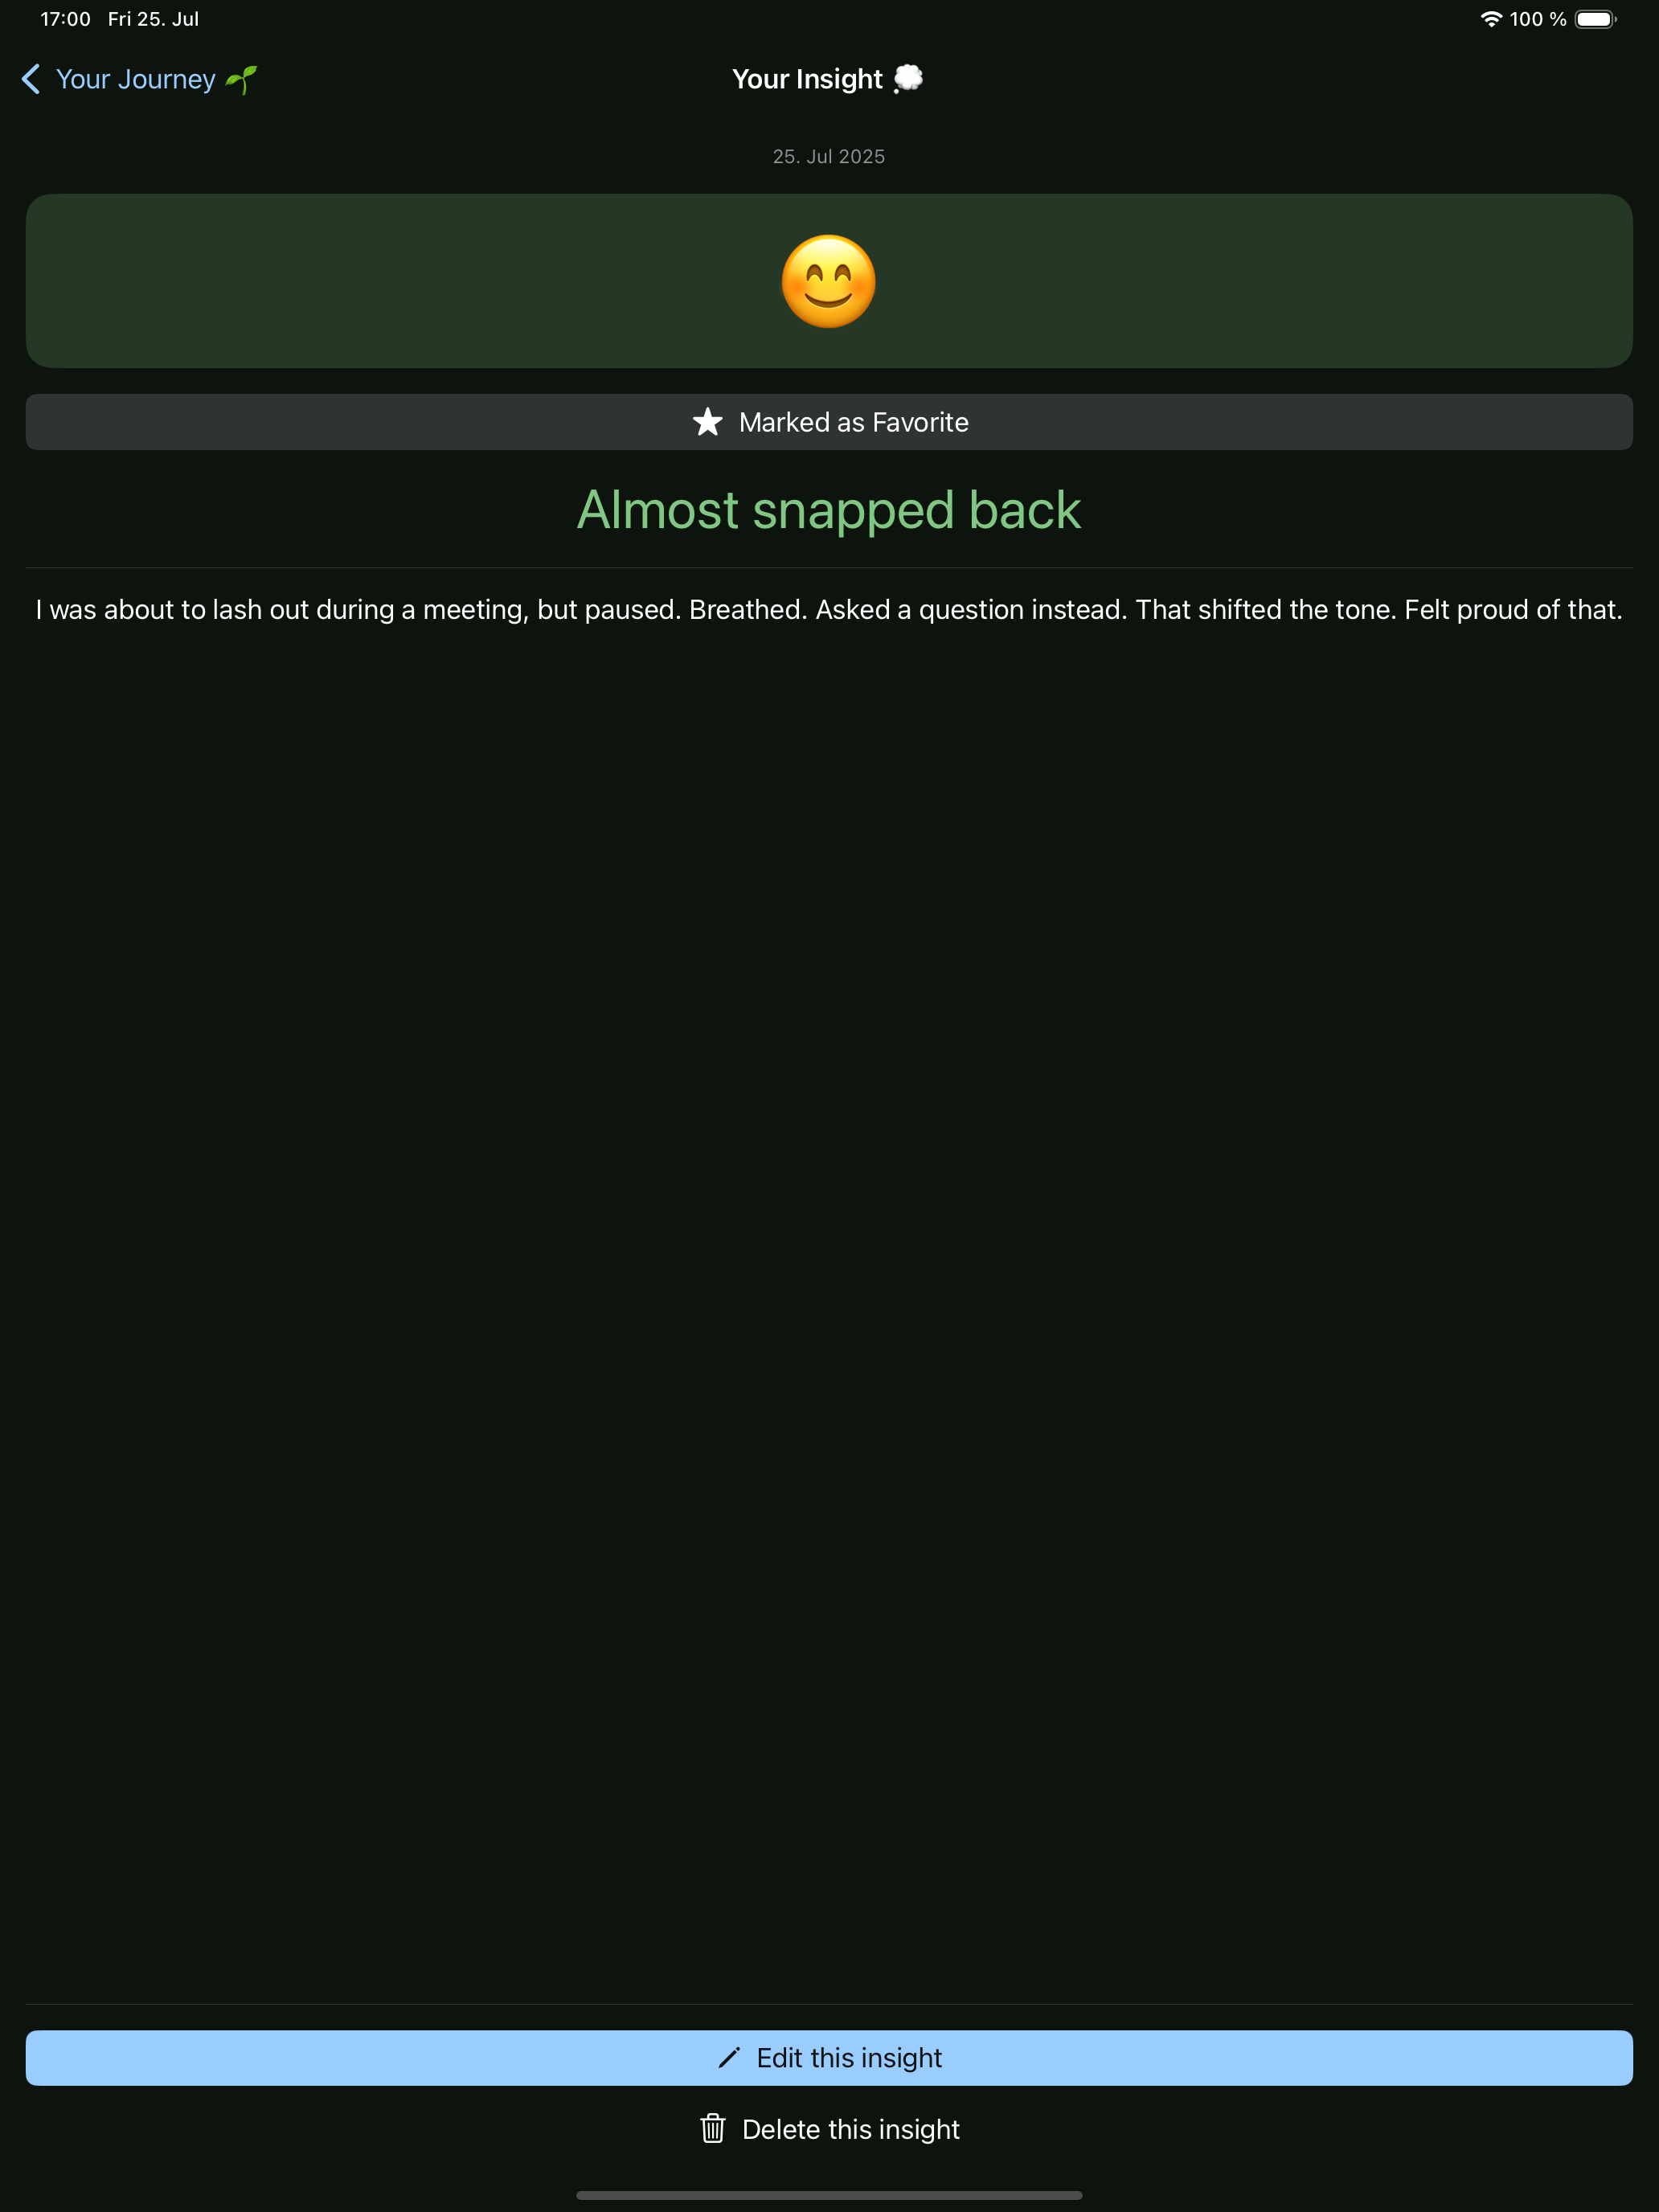 17:00 Fri 25. Jul
100 %
Your Journey 🌱
Your Insight 💭
25. Jul 2025
Marked as Favorite
Almost snapped back
I was about to lash out during a meeting, but paused. Breathed. Asked a question instead. That shifted the tone. Felt proud of that.
Edit this insight
Delete this insight